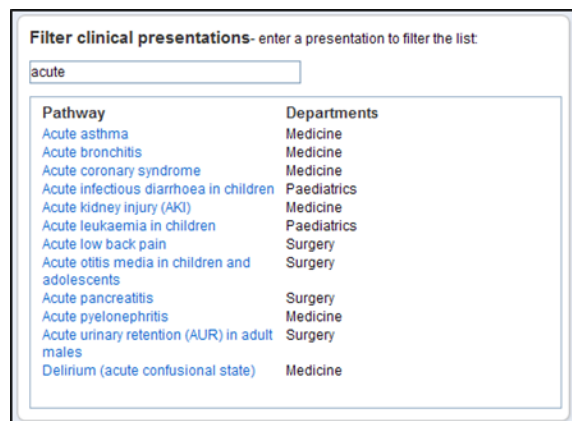 Filter clinical presentations- enter a presentation to filter the list:
acute
Pathway Departments
Acute asthma Medicine
Acute bronchitis Medicine
Acute coronary syndrome Medicine
Acute infectious diarrhoea in children Paediatrics
Acute kidney injury (AKI) Medicine
Acute leukaemia in children Paediatrics
Acute low back pain Surgery
Acute otitis media in children and Surgery
adolescents
Acute pancreatitis Surgery
Acute pyelonephritis Medicine
Acute urinary retention (AUR) in adult Surgery
males
Delirium (acute confusional state) Medicine